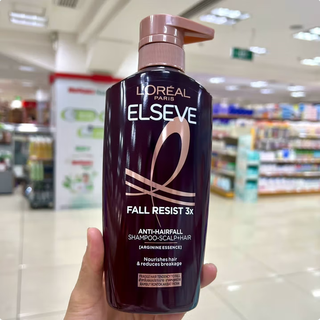 L'ORÉAL
PARIS
ELSEVE
FALL RESIST 3x
ANTI-HAIRFALL
SHAMPOO-SCALP+HAIR
[ARGININE ESSENCE]
Nourishes hair
& reduces breakage